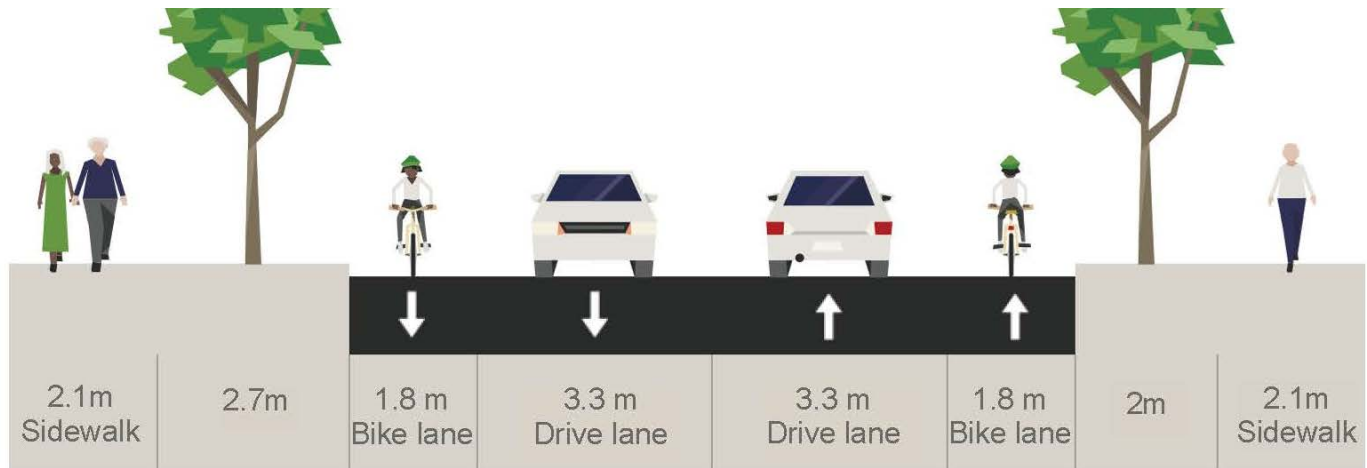 2.1m
Sidewalk
2.7m
1.8 m
Bike lane
3.3 m
Drive lane
3.3 m
Drive lane
1.8 m
Bike lane
2m
2.1m
Sidewalk